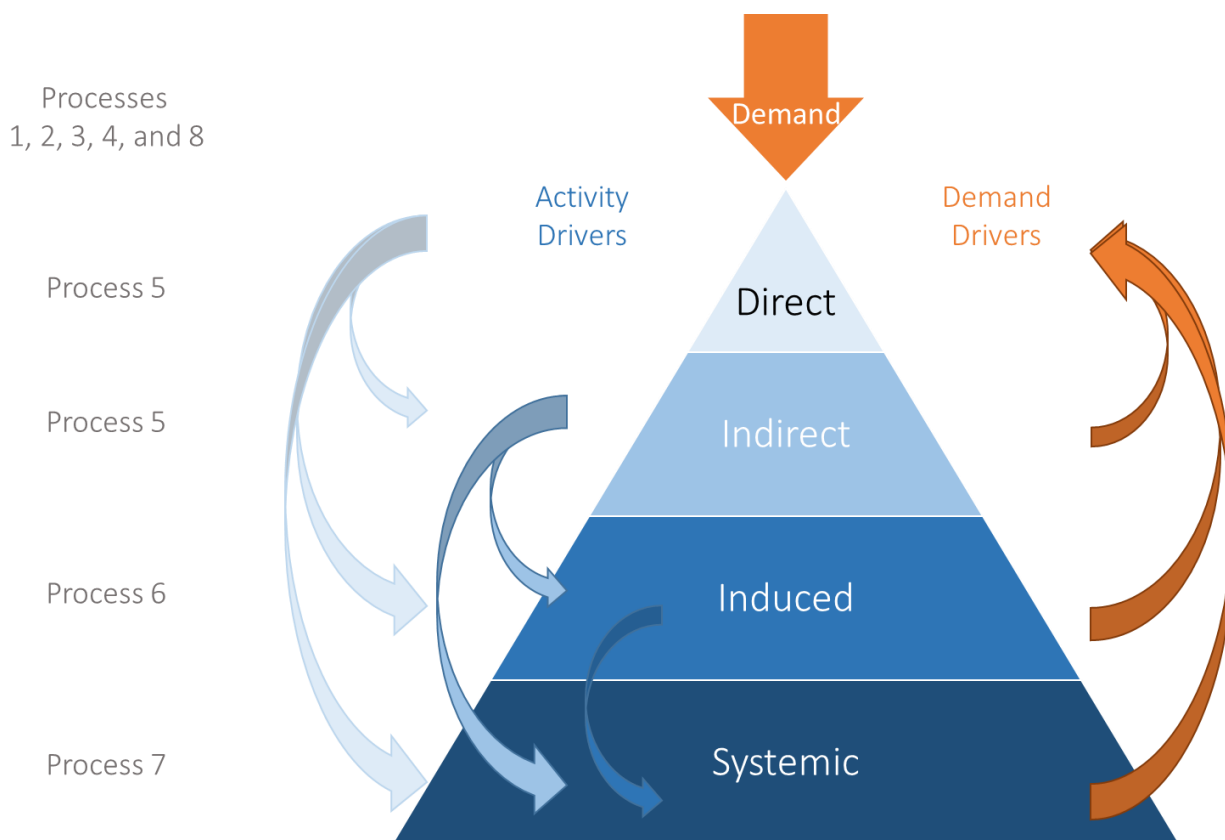 Processes
1, 2, 3, 4, and 8
Demand
Activity
Drivers
Demand
Drivers
Process 5
Direct
Process 5
Indirect
Process 6
Induced
Process 7
Systemic